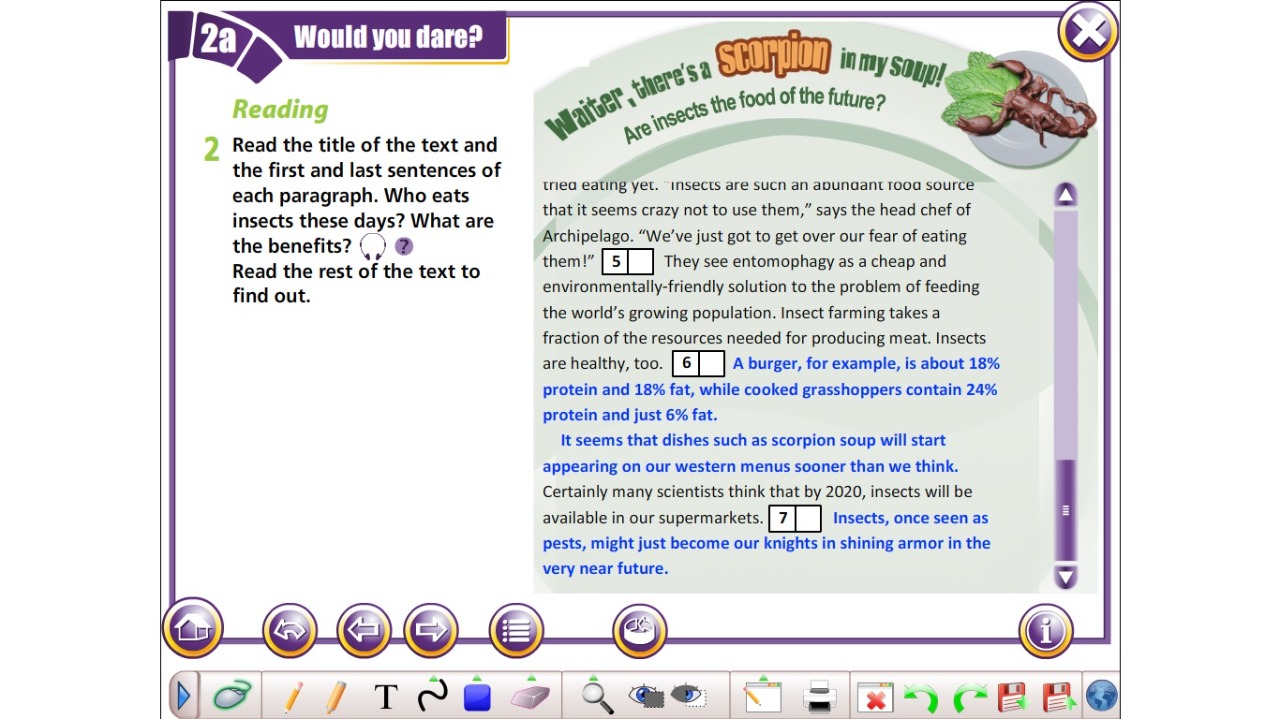 2a Would you dare?
Reading
2 Read the title of the text and
the first and last sentences of
each paragraph. Who eats
insects these days? What are
the benefits? ?
Read the rest of the text to
find out.
Waiter, there's a scorpion in my soup!
Are insects the food of the future?
tried eating yet. "Insects are such an abundant food source
that it seems crazy not to use them,” says the head chef of
Archipelago. “We’ve just got to get over our fear of eating
them!” 5 They see entomophagy as a cheap and
environmentally-friendly solution to the problem of feeding
the world’s growing population. Insect farming takes a
fraction of the resources needed for producing meat. Insects
are healthy, too. 6 A burger, for example, is about 18%
protein and 18% fat, while cooked grasshoppers contain 24%
protein and just 6% fat.
It seems that dishes such as scorpion soup will start
appearing on our western menus sooner than we think.
Certainly many scientists think that by 2020, insects will be
available in our supermarkets. 7 Insects, once seen as
pests, might just become our knights in shining armor in the
very near future.
i
T